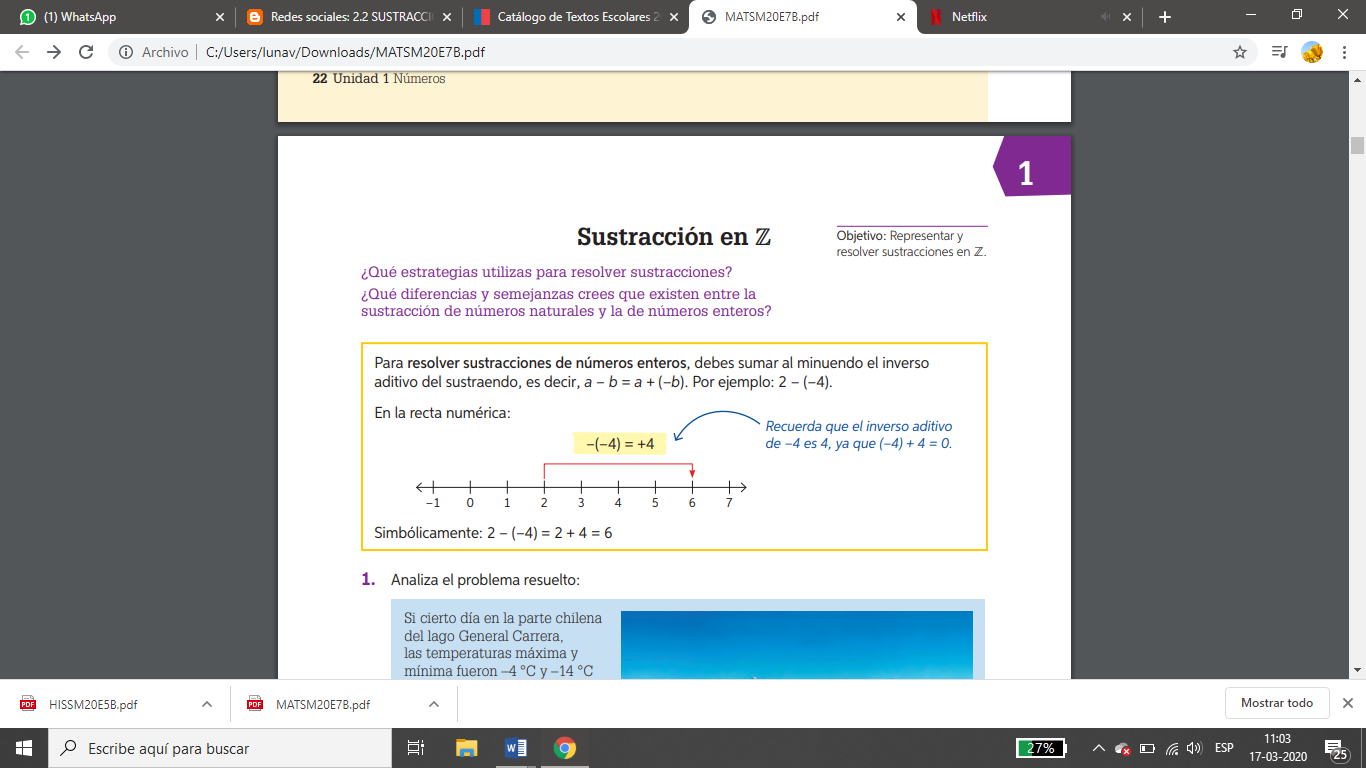 (1) WhatsApp
Redes sociales: 2.2 SUSTRACCI
Catálogo de Textos Escolares 2
MATSM20E7B.pdf
Netflix
Archivo C:/Users/lunav/Downloads/MATSM20E7B.pdf
22 Unidad 1 Números
1
Sustracción en ℤ
Objetivo: Representar y
resolver sustracciones en ℤ.
¿Qué estrategias utilizas para resolver sustracciones?
¿Qué diferencias y semejanzas crees que existen entre la
sustracción de números naturales y la de números enteros?
Para resolver sustracciones de números enteros, debes sumar al minuendo el inverso
aditivo del sustraendo, es decir, a – b = a + (–b). Por ejemplo: 2 – (–4).
En la recta numérica:
–(–4) = +4
Recuerda que el inverso aditivo
de –4 es 4, ya que (–4) + 4 = 0.
–1 0 1 2 3 4 5 6 7
Simbólicamente: 2 – (–4) = 2 + 4 = 6
1. Analiza el problema resuelto:
Si cierto día en la parte chilena
del lago General Carrera,
las temperaturas máxima y
mínima fueron –4 °C y –14 °C
HISSM20E5B.pdf
MATSM20E7B.pdf
Mostrar todo
Escribe aquí para buscar
27%
ESP
11:03
17-03-2020
25